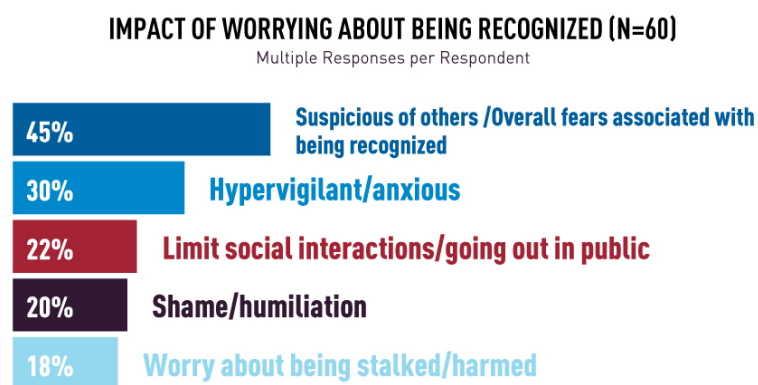 IMPACT OF WORRYING ABOUT BEING RECOGNIZED (N=60)
Multiple Responses per Respondent
45%
Suspicious of others /Overall fears associated with
being recognized
30%
Hypervigilant/anxious
22%
Limit social interactions/going out in public
20%
Shame/humiliation
18%
Worry about being stalked/harmed